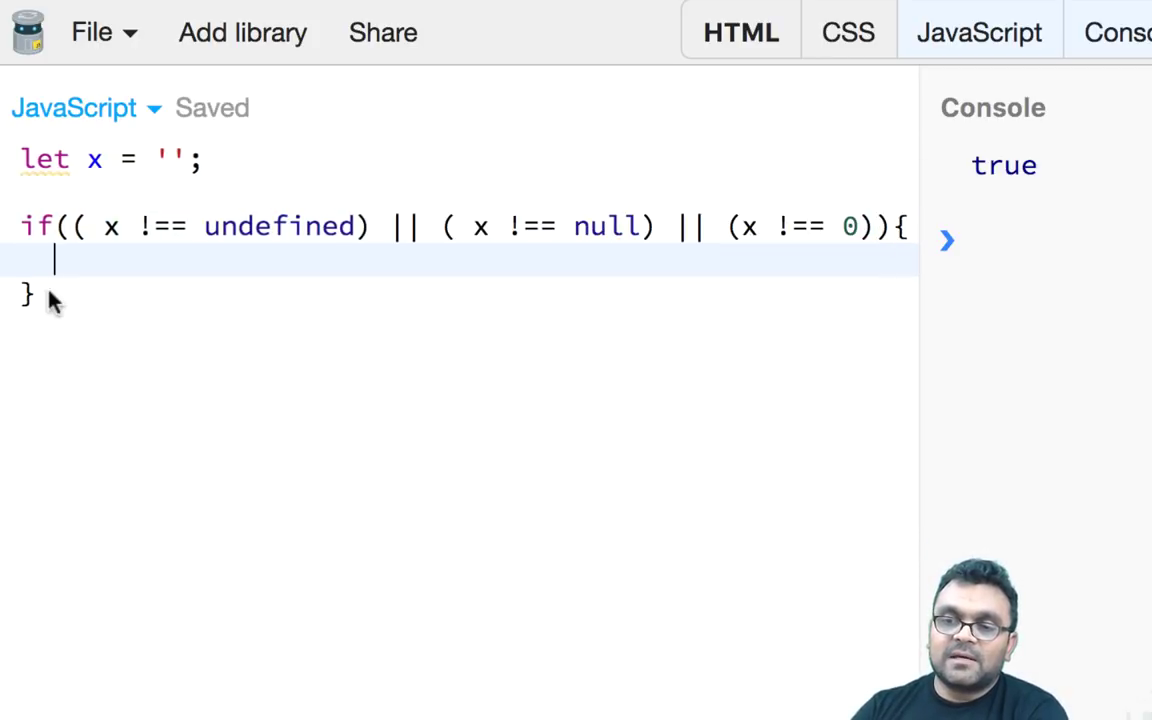 File Add library Share HTML CSS JavaScript Conso
JavaScript Saved Console
let x = '';
true
if(( x !== undefined) || ( x !== null) || (x !== 0)){
}